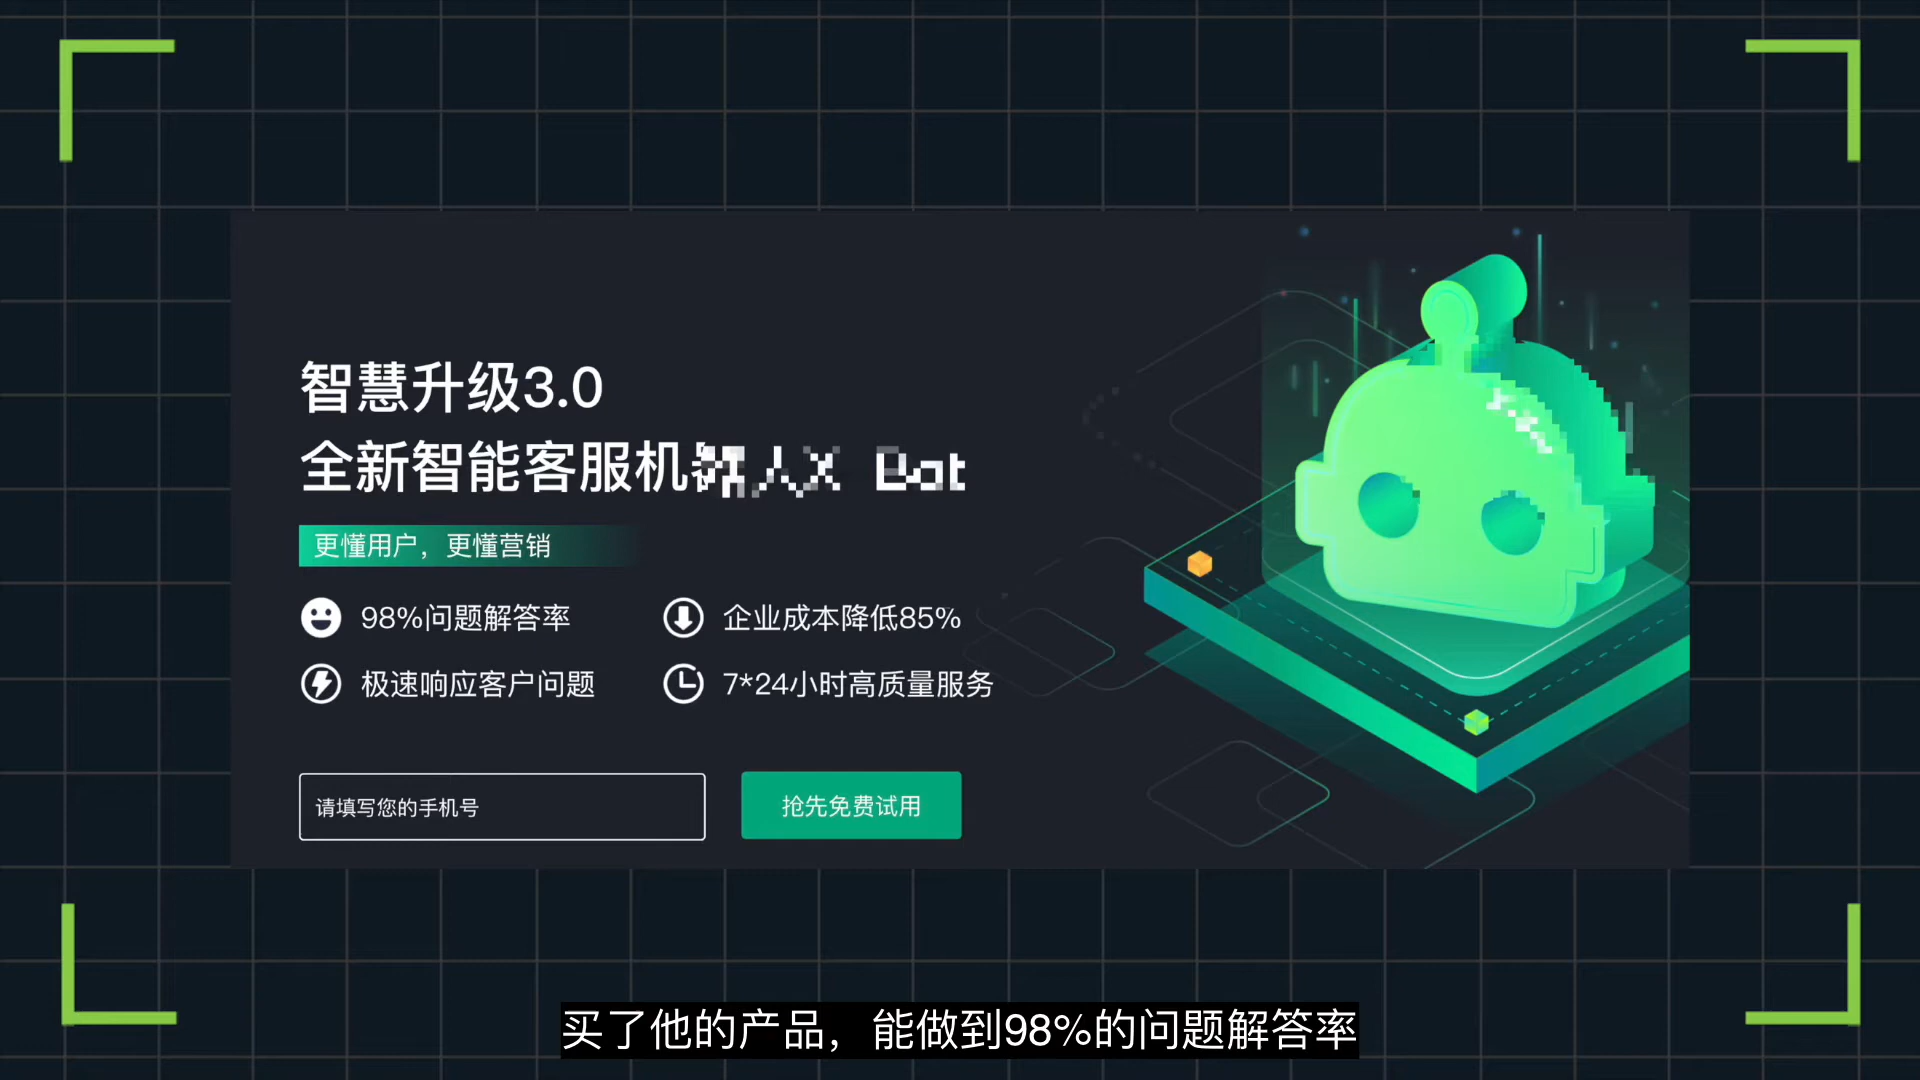 智慧升级3.0
全新智能客服机器人X Bot
更懂用户，更懂营销
98%问题解答率
企业成本降低85%
极速响应客户问题
7*24小时高质量服务
请填写您的手机号
抢先免费试用
买了他的产品，能做到98%的问题解答率